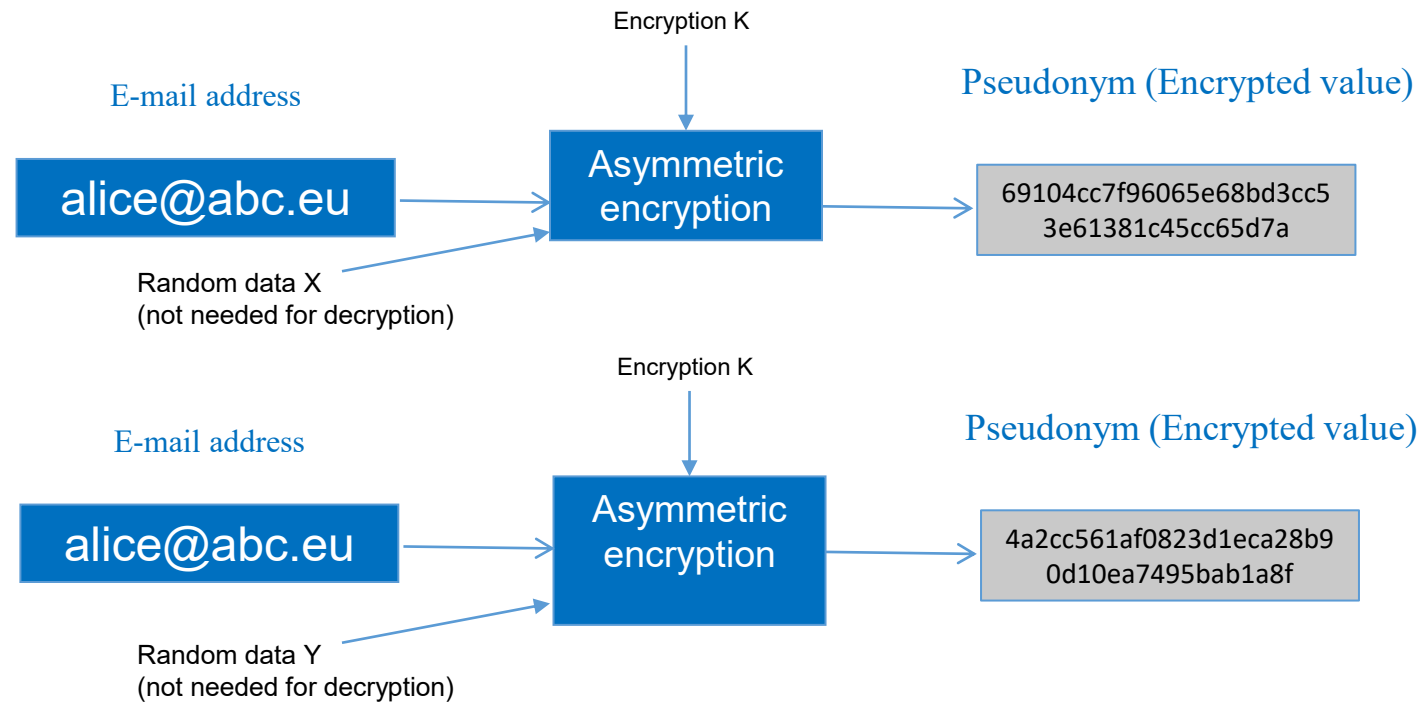 Encryption K
E-mail address
Pseudonym (Encrypted value)
alice@abc.eu
Asymmetric
encryption
69104cc7f96065e68bd3cc5
3e61381c45cc65d7a
Random data X
(not needed for decryption)
Encryption K
E-mail address
Pseudonym (Encrypted value)
alice@abc.eu
Asymmetric
encryption
4a2cc561af0823d1eca28b9
0d10ea7495bab1a8f
Random data Y
(not needed for decryption)